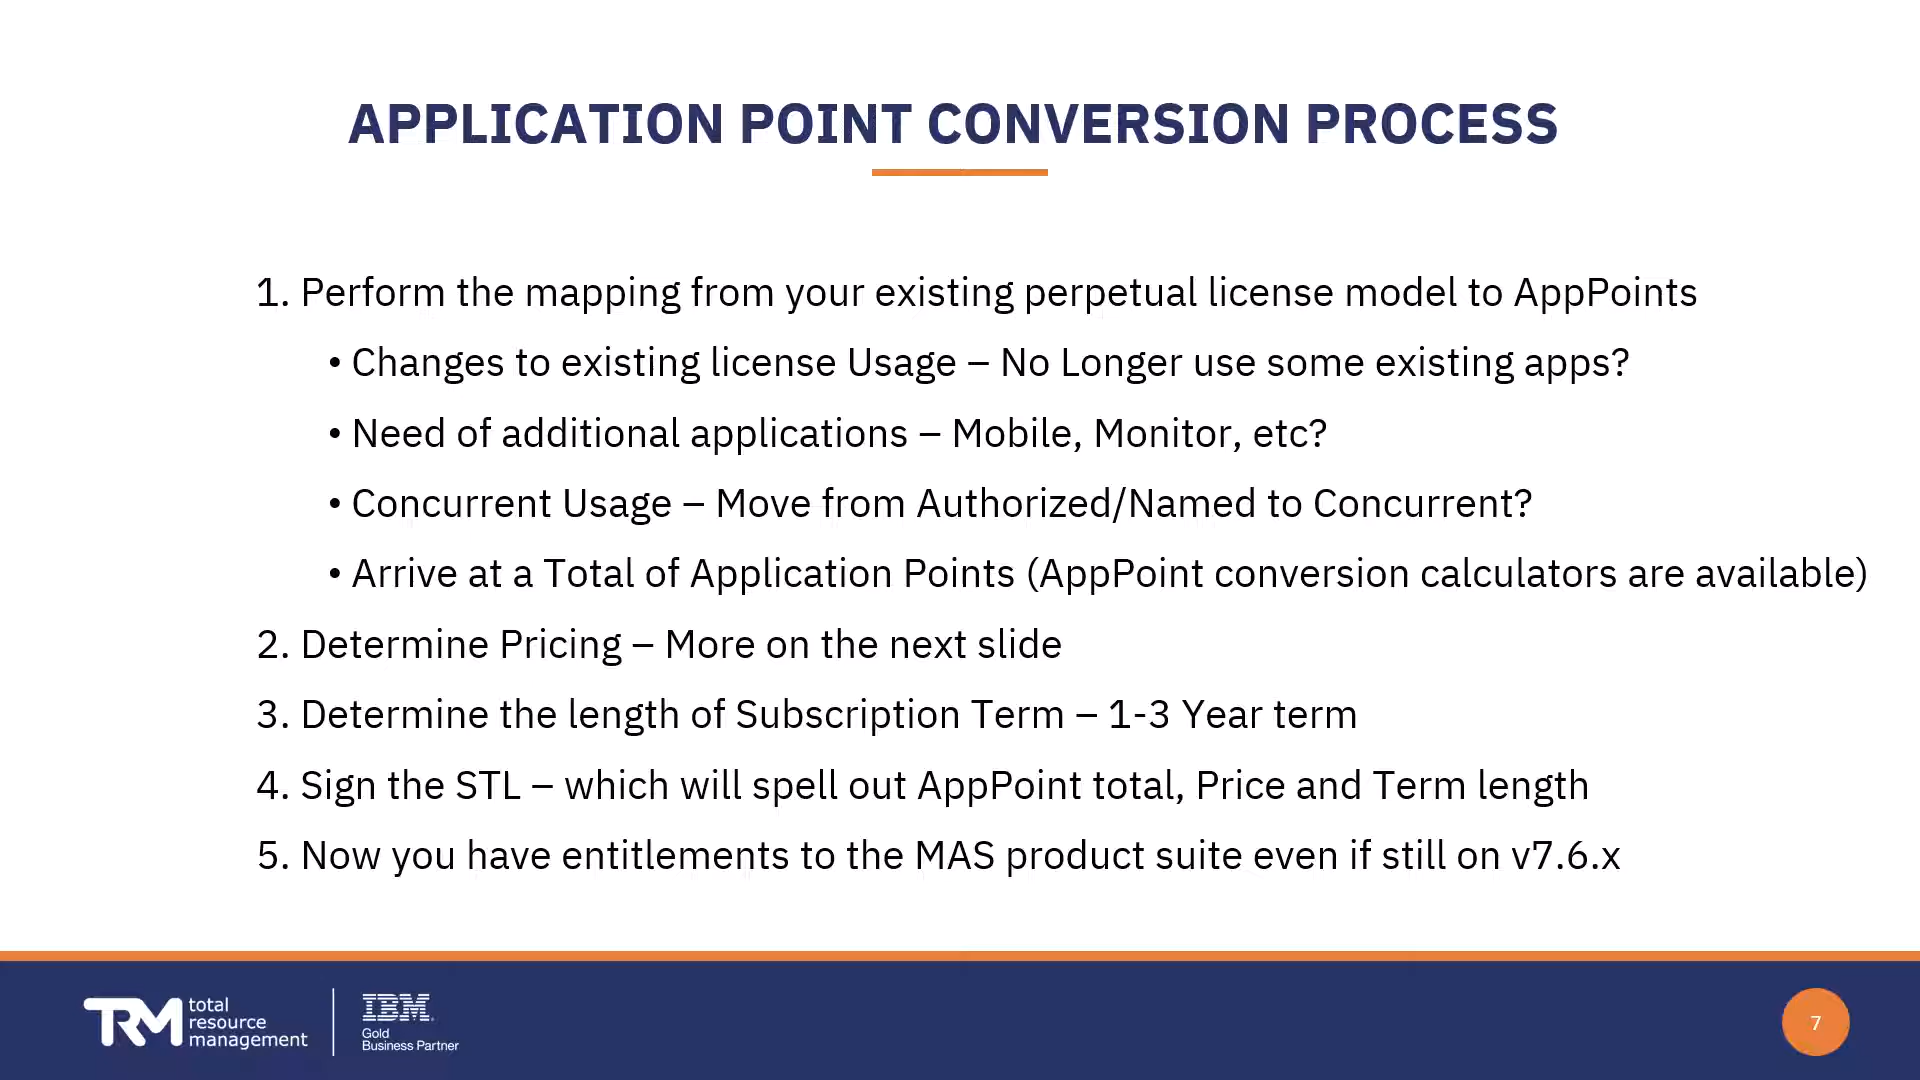 APPLICATION POINT CONVERSION PROCESS
1. Perform the mapping from your existing perpetual license model to AppPoints
• Changes to existing license Usage – No Longer use some existing apps?
• Need of additional applications – Mobile, Monitor, etc?
• Concurrent Usage – Move from Authorized/Named to Concurrent?
• Arrive at a Total of Application Points (AppPoint conversion calculators are available)
2. Determine Pricing – More on the next slide
3. Determine the length of Subscription Term – 1-3 Year term
4. Sign the STL – which will spell out AppPoint total, Price and Term length
5. Now you have entitlements to the MAS product suite even if still on v7.6.x
TRM total
resource
management
IBM.
Gold
Business Partner
7